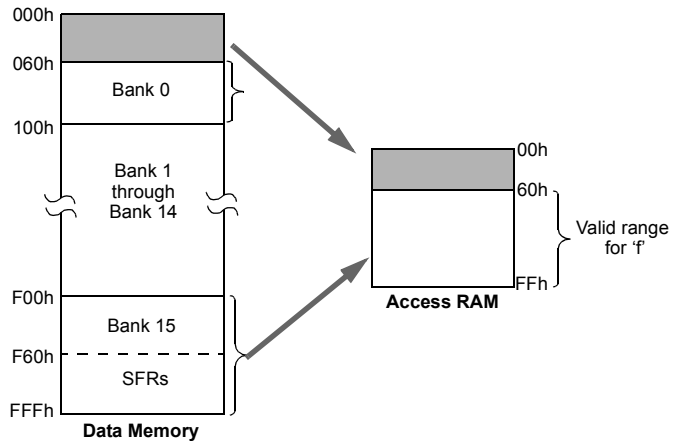 000h
060h
Bank 0
100h
00h
Bank 1
through
Bank 14
60h
Valid range
for ‘f’
FFh
Access RAM
F00h
Bank 15
F60h
SFRs
FFFh
Data Memory